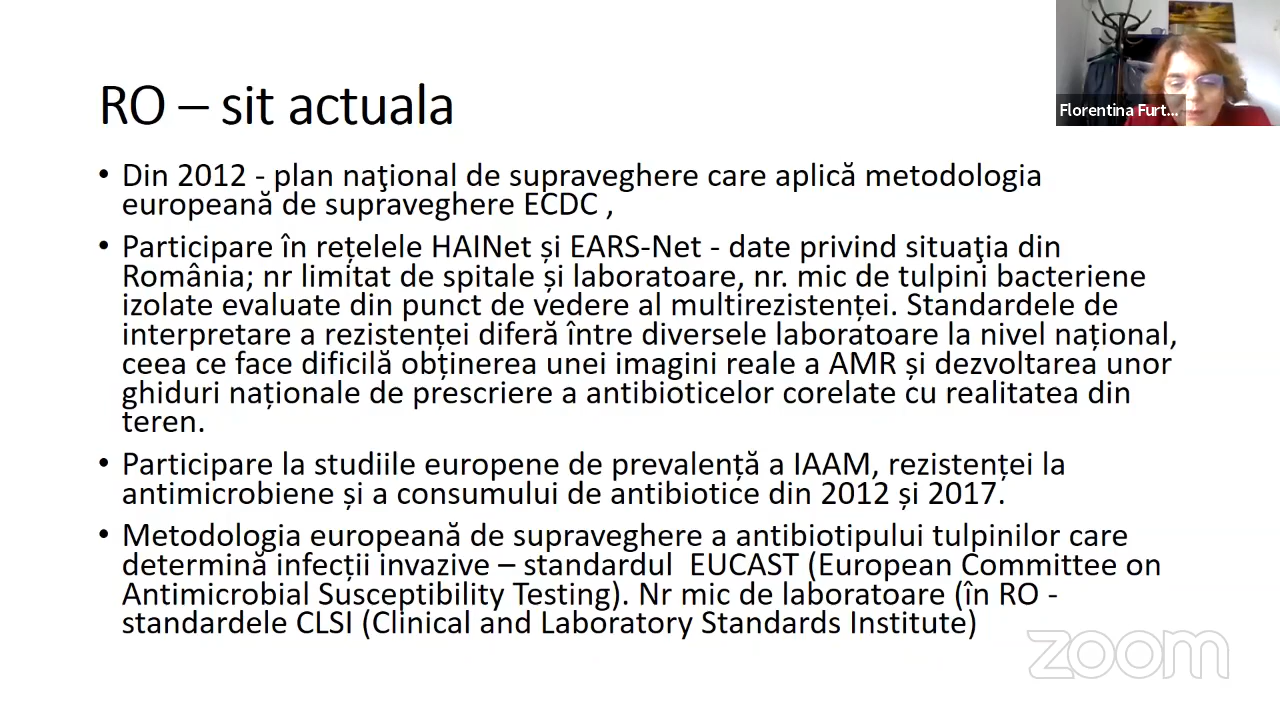 RO – sit actuala
Florentina Furt...
• Din 2012 - plan naţional de supraveghere care aplică metodologia
europeană de supraveghere ECDC ,
• Participare în rețelele HAINet și EARS-Net - date privind situaţia din
România; nr limitat de spitale și laboratoare, nr. mic de tulpini bacteriene
izolate evaluate din punct de vedere al multirezistenței. Standardele de
interpretare a rezistenței diferă între diversele laboratoare la nivel național,
ceea ce face dificilă obținerea unei imagini reale a AMR și dezvoltarea unor
ghiduri naționale de prescriere a antibioticelor corelate cu realitatea din
teren.
• Participare la studiile europene de prevalență a IAAM, rezistenței la
antimicrobiene și a consumului de antibiotice din 2012 și 2017.
• Metodologia europeană de supraveghere a antibiotipului tulpinilor care
determină infecții invazive – standardul  EUCAST (European Committee on
Antimicrobial Susceptibility Testing). Nr mic de laboratoare (în RO -
standardele CLSI (Clinical and Laboratory Standards Institute)
zoom